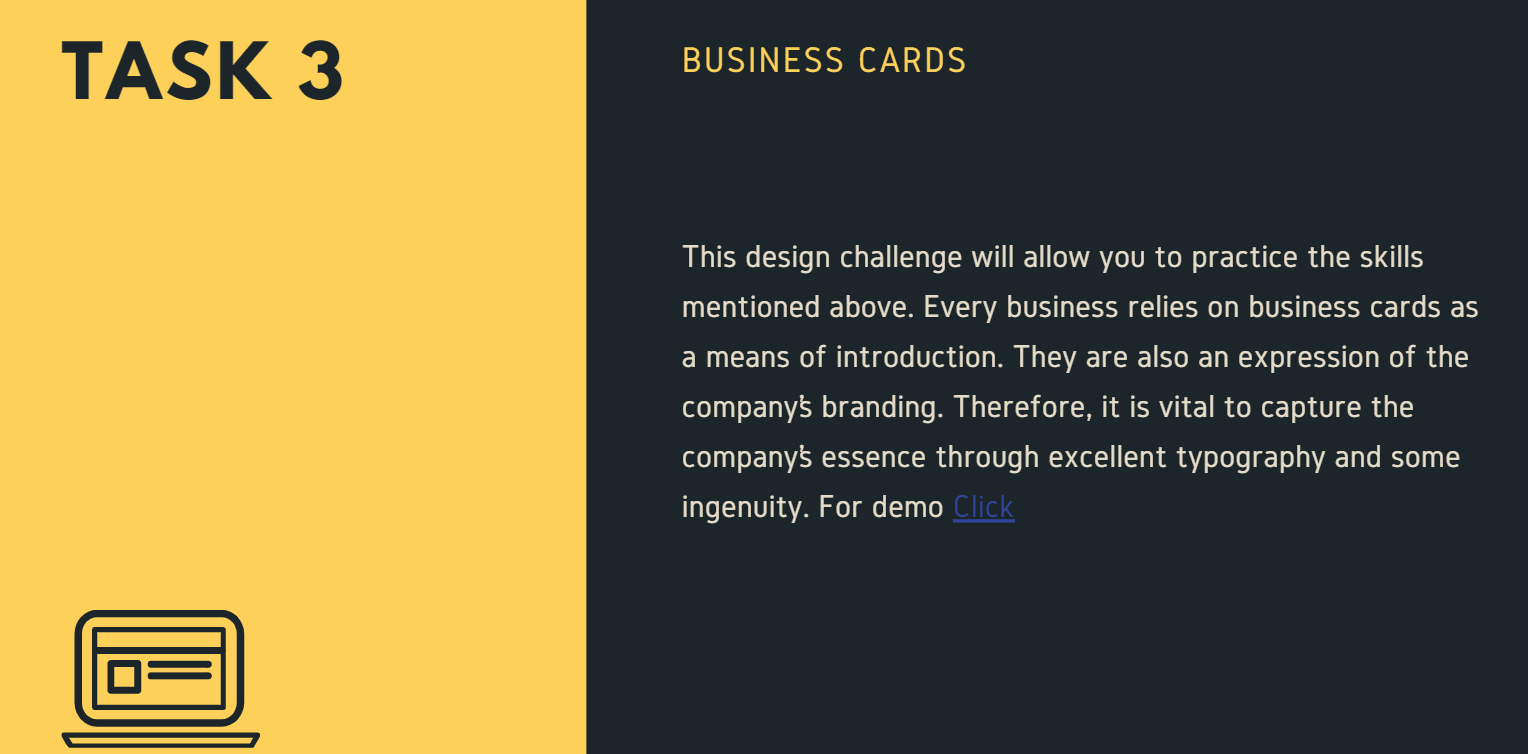 TASK 3
BUSINESS CARDS
This design challenge will allow you to practice the skills
mentioned above. Every business relies on business cards as
a means of introduction. They are also an expression of the
company's branding. Therefore, it is vital to capture the
company's essence through excellent typography and some
ingenuity. For demo Click